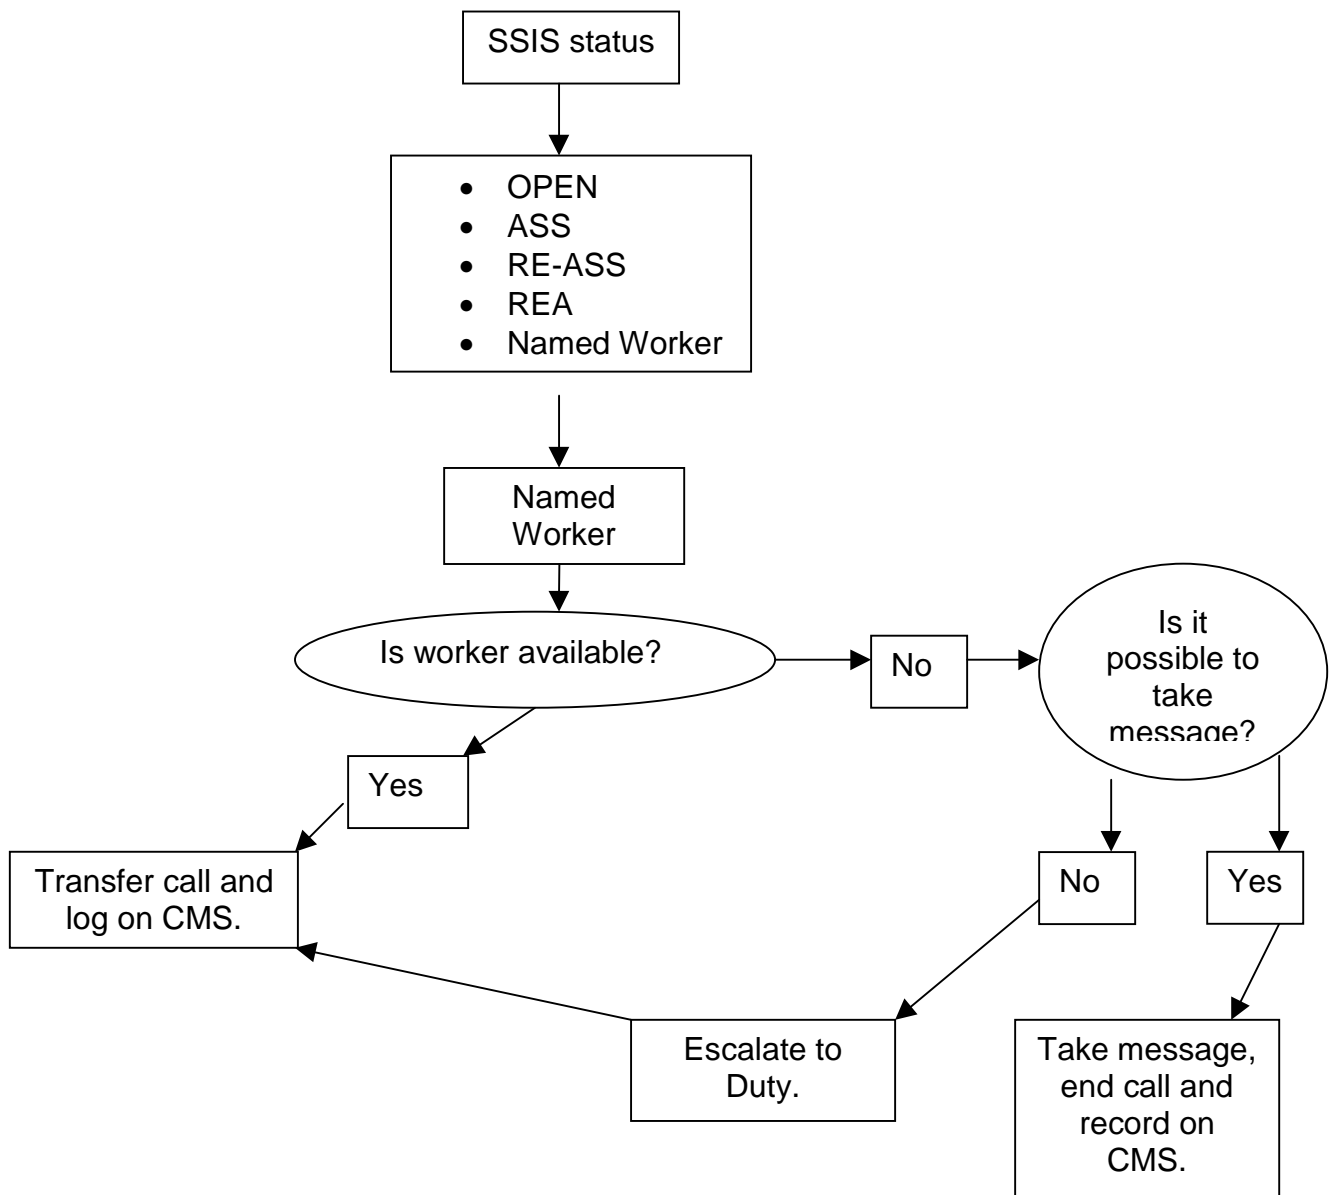 SSIS status
• OPEN
• ASS
• RE-ASS
• REA
• Named Worker
Named
Worker
Is worker available?
No
Is it
possible to
take
message?
Yes
No
Yes
Transfer call and
log on CMS.
Escalate to
Duty.
Take message,
end call and
record on
CMS.